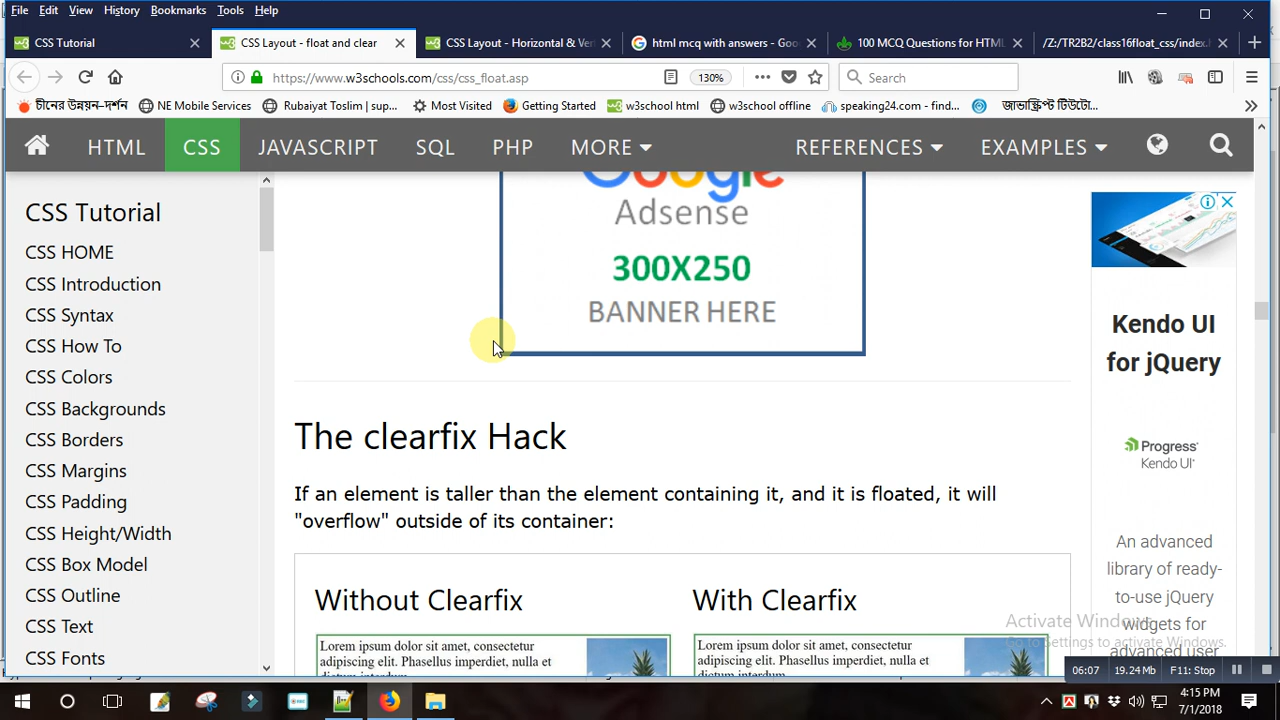 File Edit View History Bookmarks Tools Help
CSS Tutorial
CSS Layout - float and clear
CSS Layout - Horizontal & Ver
html mcq with answers - Goo
100 MCQ Questions for HTML
/Z:/TR2B2/class16float_css/index.h
https://www.w3schools.com/css/css_float.asp
130%
Search
চীনের উন্নয়ন-দর্শন
NE Mobile Services
Rubaiyat Toslim | sup...
Most Visited
Getting Started
w3school html
w3school offline
speaking24.com - find...
জাভাস্ক্রিপ্ট টিউটো...
HTML CSS JAVASCRIPT SQL PHP MORE REFERENCES EXAMPLES
CSS Tutorial
CSS HOME
CSS Introduction
CSS Syntax
CSS How To
CSS Colors
CSS Backgrounds
CSS Borders
CSS Margins
CSS Padding
CSS Height/Width
CSS Box Model
CSS Outline
CSS Text
CSS Fonts
Google
Adsense
300X250
BANNER HERE
The clearfix Hack
If an element is taller than the element containing it, and it is floated, it will
"overflow" outside of its container:
Without Clearfix
Lorem ipsum dolor sit amet, consectetur
adipiscing elit. Phasellus imperdiet, nulla et
With Clearfix
Lorem ipsum dolor sit amet, consectetur
adipiscing elit. Phasellus imperdiet, nulla et
Kendo UI
for jQuery
Progress
Kendo UI
An advanced
library of ready-
to-use jQuery
widgets for
advanced user
Activate Windows
Go to Settings to activate Windows.
06:07
19.24 MB
F11: Stop
4:15 PM
7/1/2018